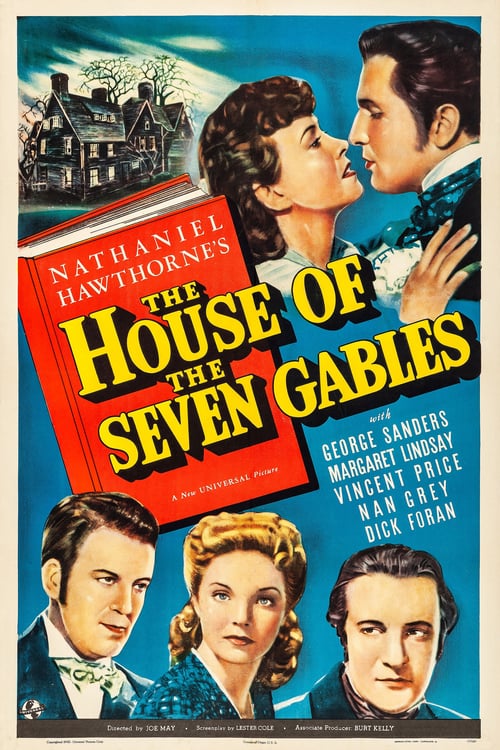 NATHANIEL
HAWTHORNE'S
THE
HOUSE OF
THE
SEVEN GABLES
with
GEORGE SANDERS
MARGARET LINDSAY
VINCENT PRICE
NAN GREY
DICK FORAN
A New UNIVERSAL Picture
Directed by JOE MAY Screenplay by LESTER COLE Associate Producer: BURT KELLY